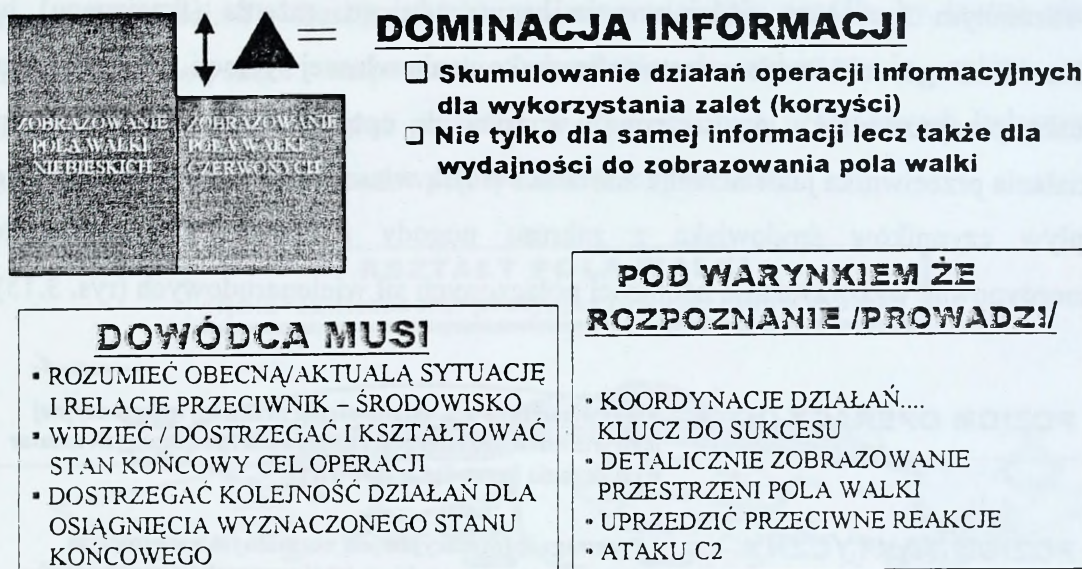 DOMINACJA INFORMACJI
❑ Skumulowanie działań operacji informacyjnych
dla wykorzystania zalet (korzyści)
❑ Nie tylko dla samej informacji lecz także dla
wydajności do zobrazowania pola walki
ZOBRAZOWANIE
POLA WALKI
NIEBIESKICH
ZOBRAZOWANIE
POLA WALKI
CZERWONYCH
DOWÓDCA MUSI
▪ ROZUMIEĆ OBECNĄ/AKTUALĄ SYTUACJĘ
I RELACJE PRZECIWNIK – ŚRODOWISKO
▪ WIDZIEĆ / DOSTRZEGAĆ I KSZTAŁTOWAĆ
STAN KOŃCOWY CEL OPERACJI
▪ DOSTRZEGAĆ KOLEJNOŚĆ DZIAŁAŃ DLA
OSIĄGNIĘCIA WYZNACZONEGO STANU
KOŃCOWEGO
POD WARYNKIEM ŻE
ROZPOZNANIE /PROWADZI/
▪ KOORDYNACJE DZIAŁAŃ...
KLUCZ DO SUKCESU
▪ DETALICZNIE ZOBRAZOWANIE
PRZESTRZENI POLA WALKI
▪ UPRZEDZIĆ PRZECIWNE REAKCJE
▪ ATAKU C2